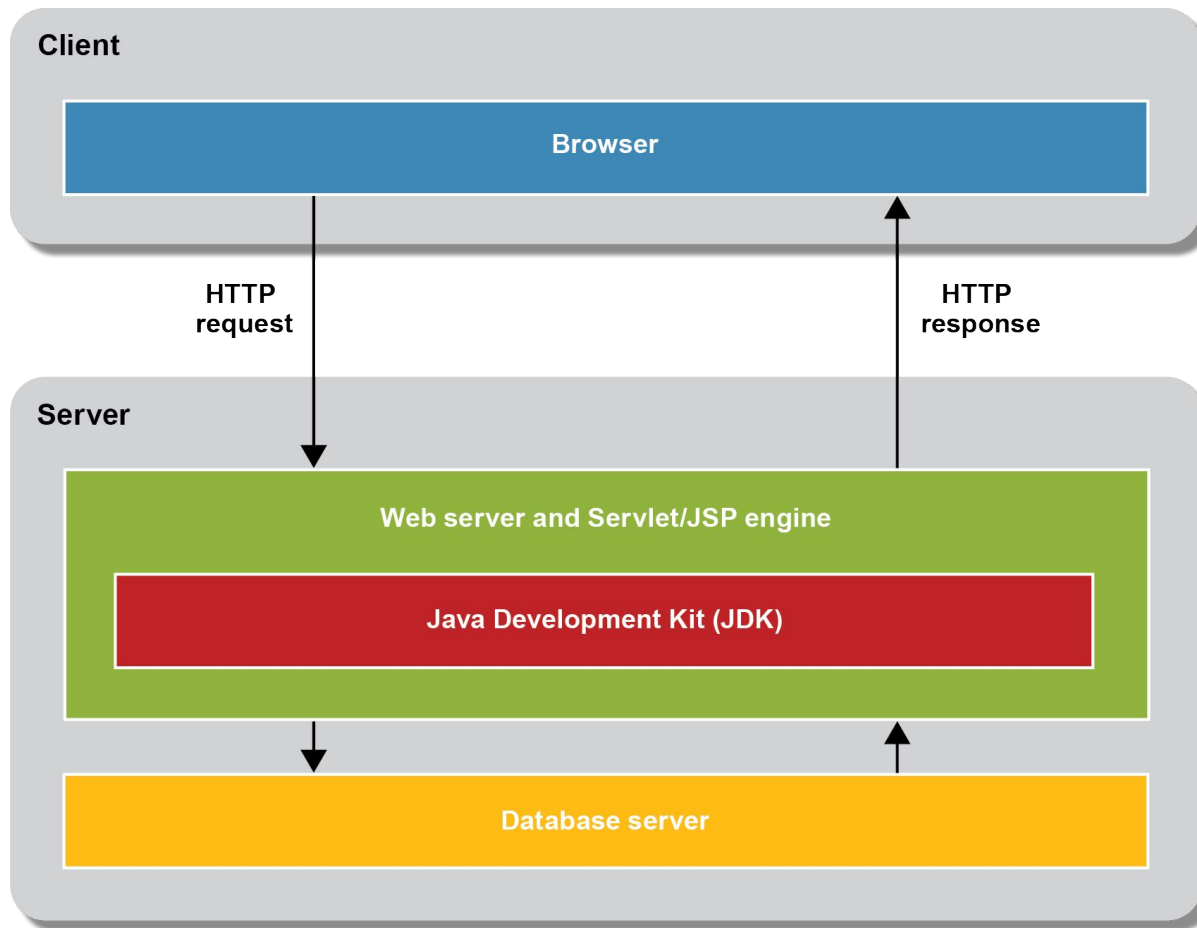 Client
Browser
HTTP
request
HTTP
response
Server
Web server and Servlet/JSP engine
Java Development Kit (JDK)
Database server